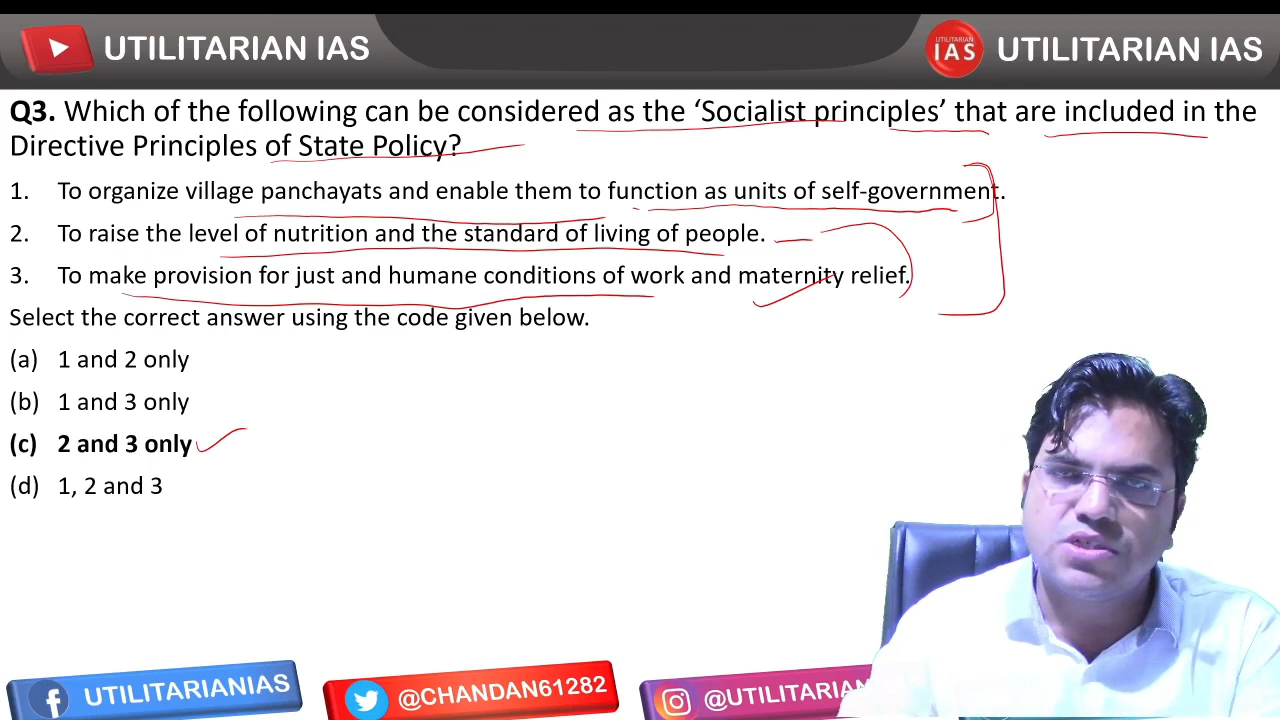 UTILITARIAN IAS
UTILITARIAN IAS UTILITARIAN IAS
Q3. Which of the following can be considered as the ‘Socialist principles’ that are included in the
Directive Principles of State Policy?
1. To organize village panchayats and enable them to function as units of self-government.
2. To raise the level of nutrition and the standard of living of people.
3. To make provision for just and humane conditions of work and maternity relief.
Select the correct answer using the code given below.
(a) 1 and 2 only
(b) 1 and 3 only
(c) 2 and 3 only
(d) 1, 2 and 3
UTILITARIANIAS
@CHANDAN61282
@UTILITARIAN